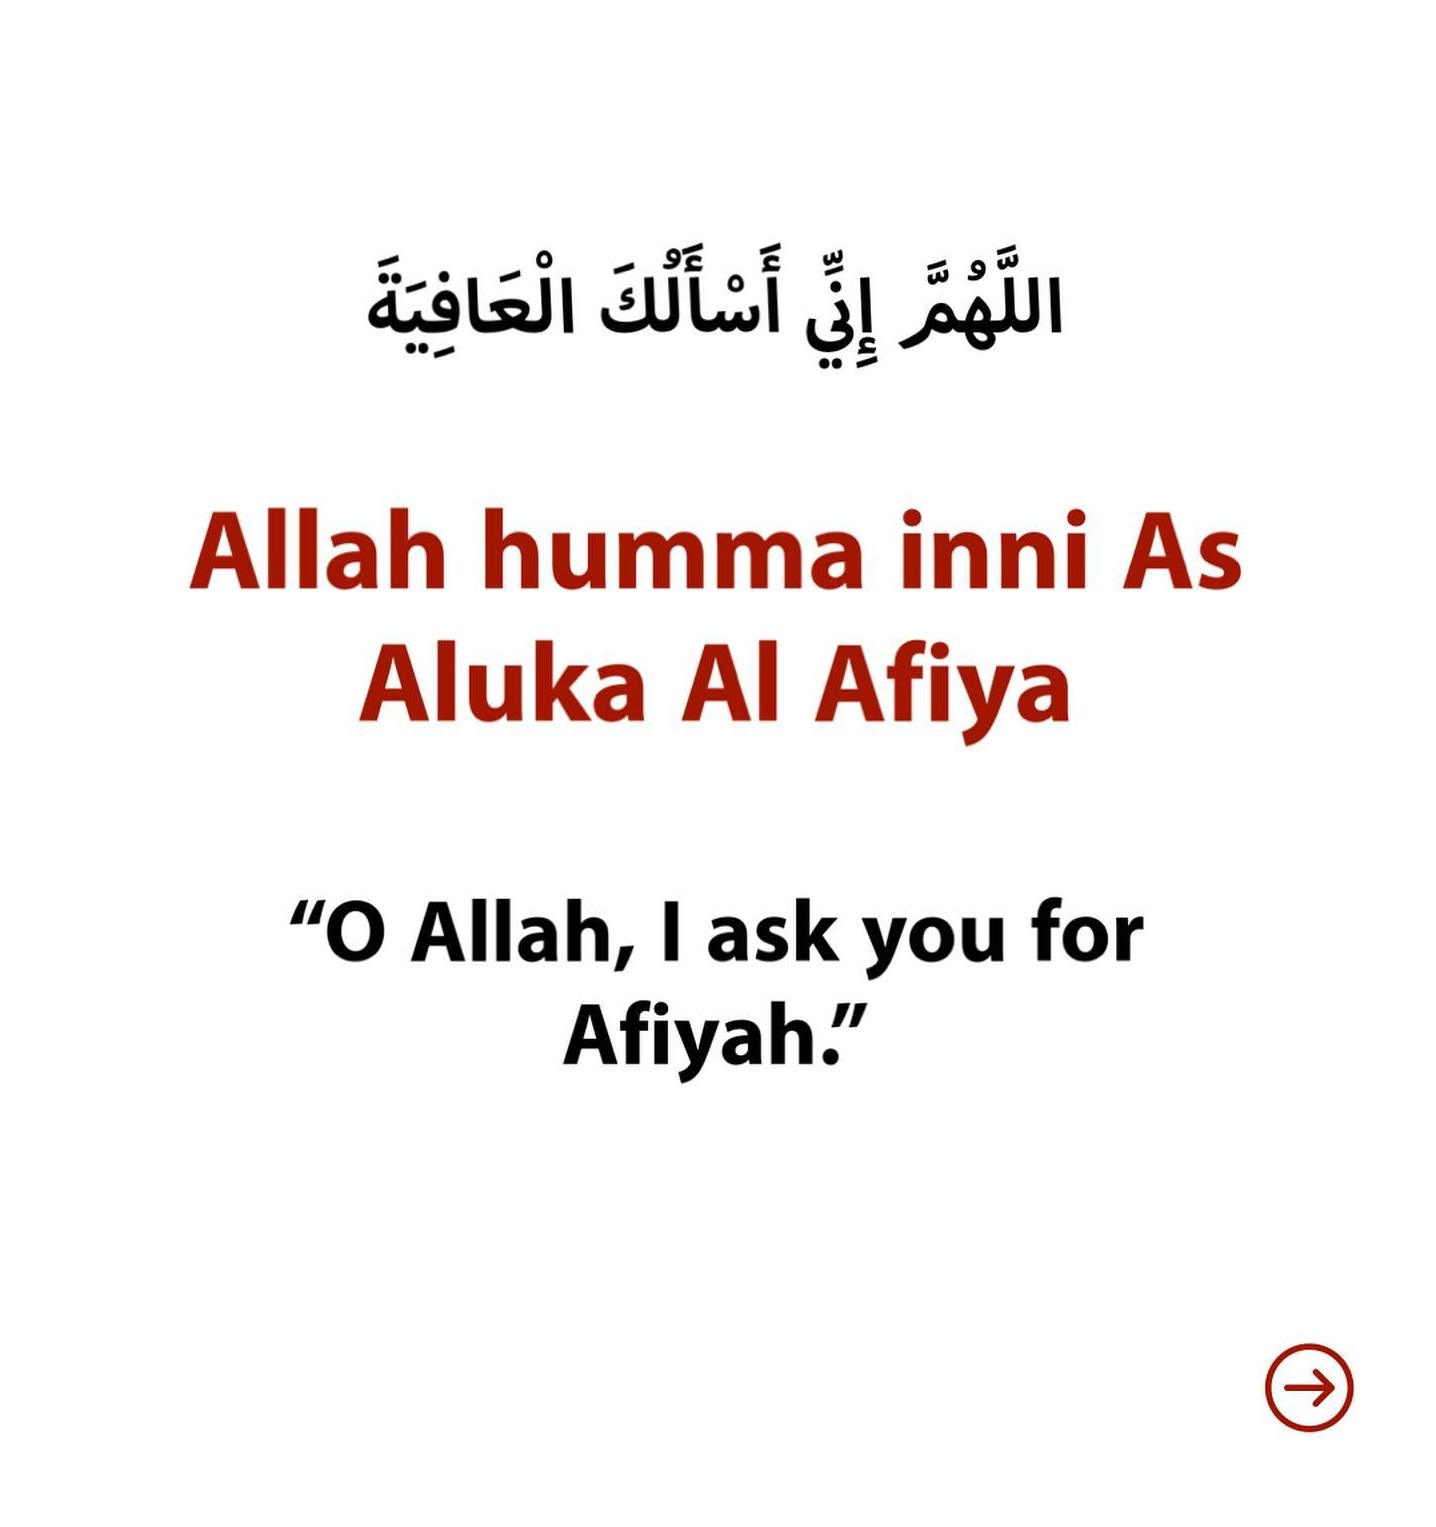 اللَّهُمَّ إِنِّي أَسْأَلُكَ الْعَافِيَةَ
Allah humma inni As
Aluka Al Afiya
“O Allah, I ask you for
Afiyah.”